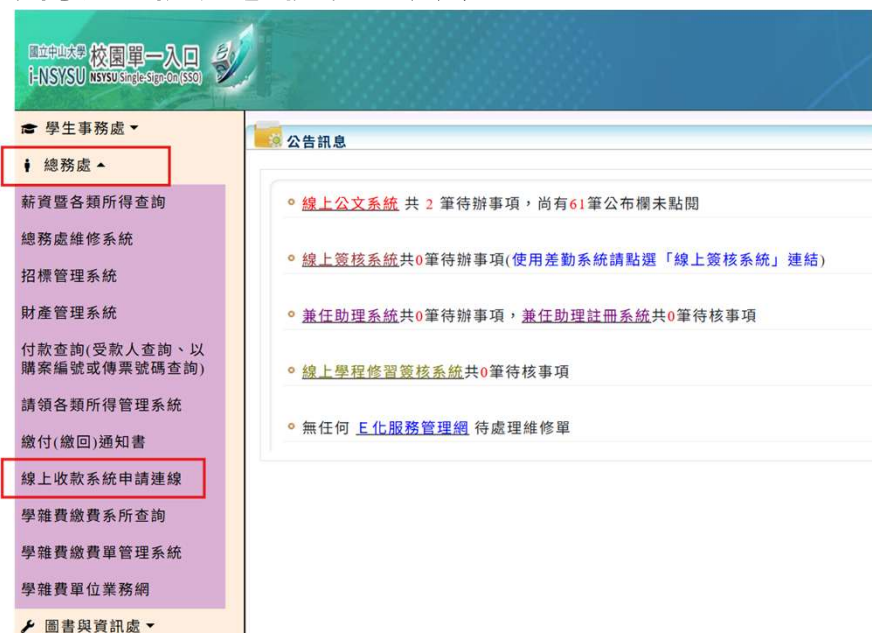 國立中山大學 校園單一入口
i-NSYSU NSYSU Single-Sign-On (SSO)
學生事務處
總務處
薪資暨各類所得查詢
總務處維修系統
招標管理系統
財產管理系統
付款查詢(受款人查詢、以
購案編號或傳票號碼查詢)
請領各類所得管理系統
繳付(繳回)通知書
線上收款系統申請連線
學雜費繳費系所查詢
學雜費繳費單管理系統
學雜費單位業務網
圖書與資訊處
公告訊息
線上公文系統 共 2 筆待辦事項，尚有61筆公布欄未點閱
線上簽核系統共0筆待辦事項(使用差勤系統請點選「線上簽核系統」連結)
兼任助理系統共0筆待辦事項，兼任助理註冊系統共0筆待核事項
線上學程修習簽核系統共0筆待核事項
無任何 E化服務管理網 待處理維修單